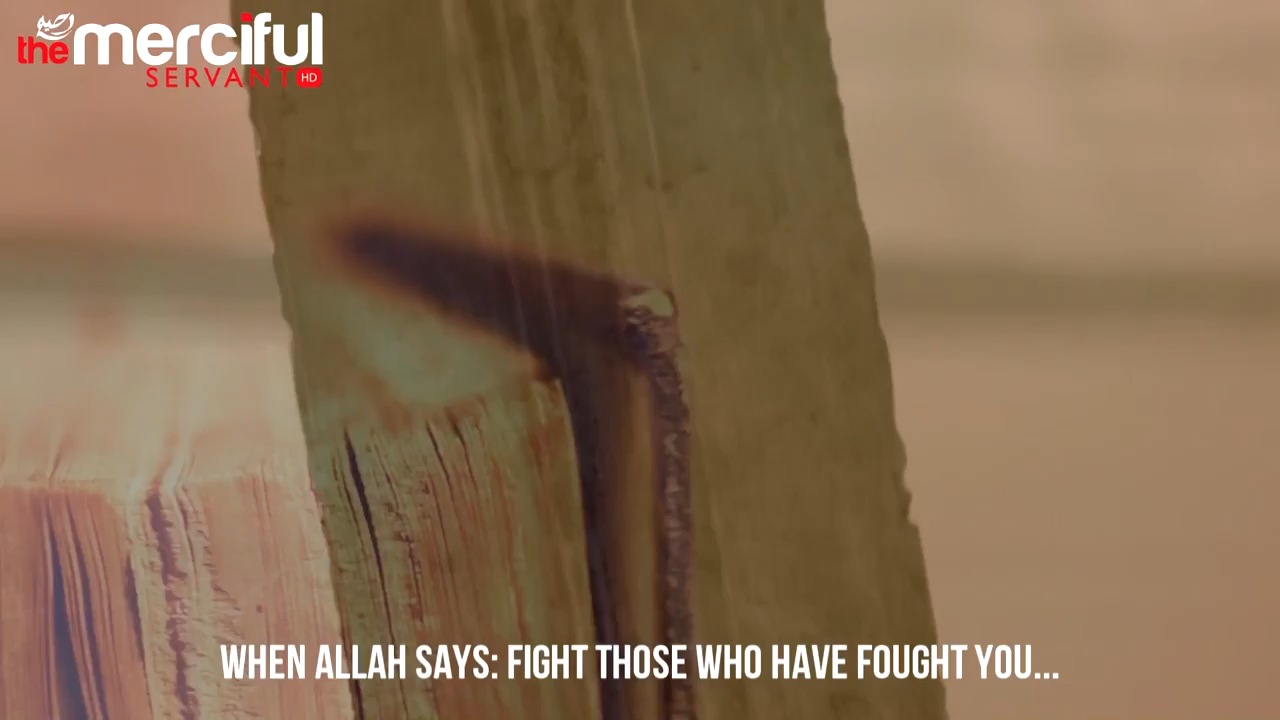 the merciful
SERVANT HD
WHEN ALLAH SAYS: FIGHT THOSE WHO HAVE FOUGHT YOU...